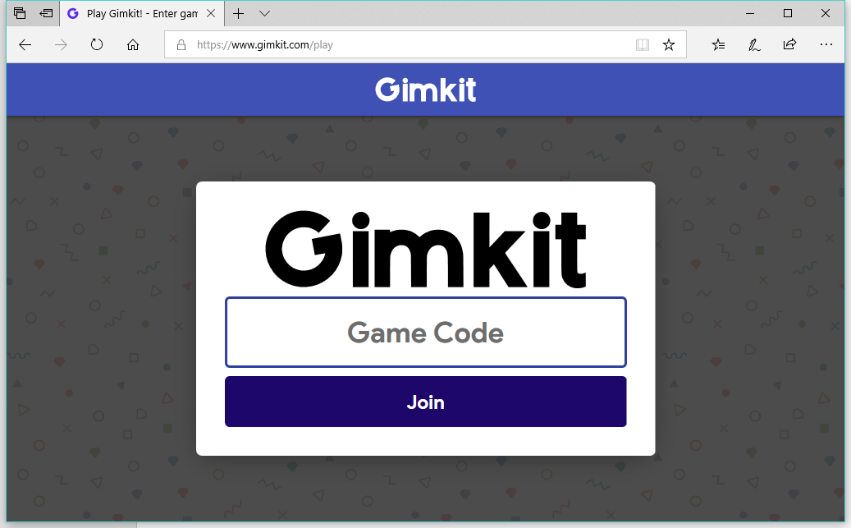 Play Gimkit! - Enter gam
https://www.gimkit.com/play
Gimkit
Gimkit
Game Code
Join